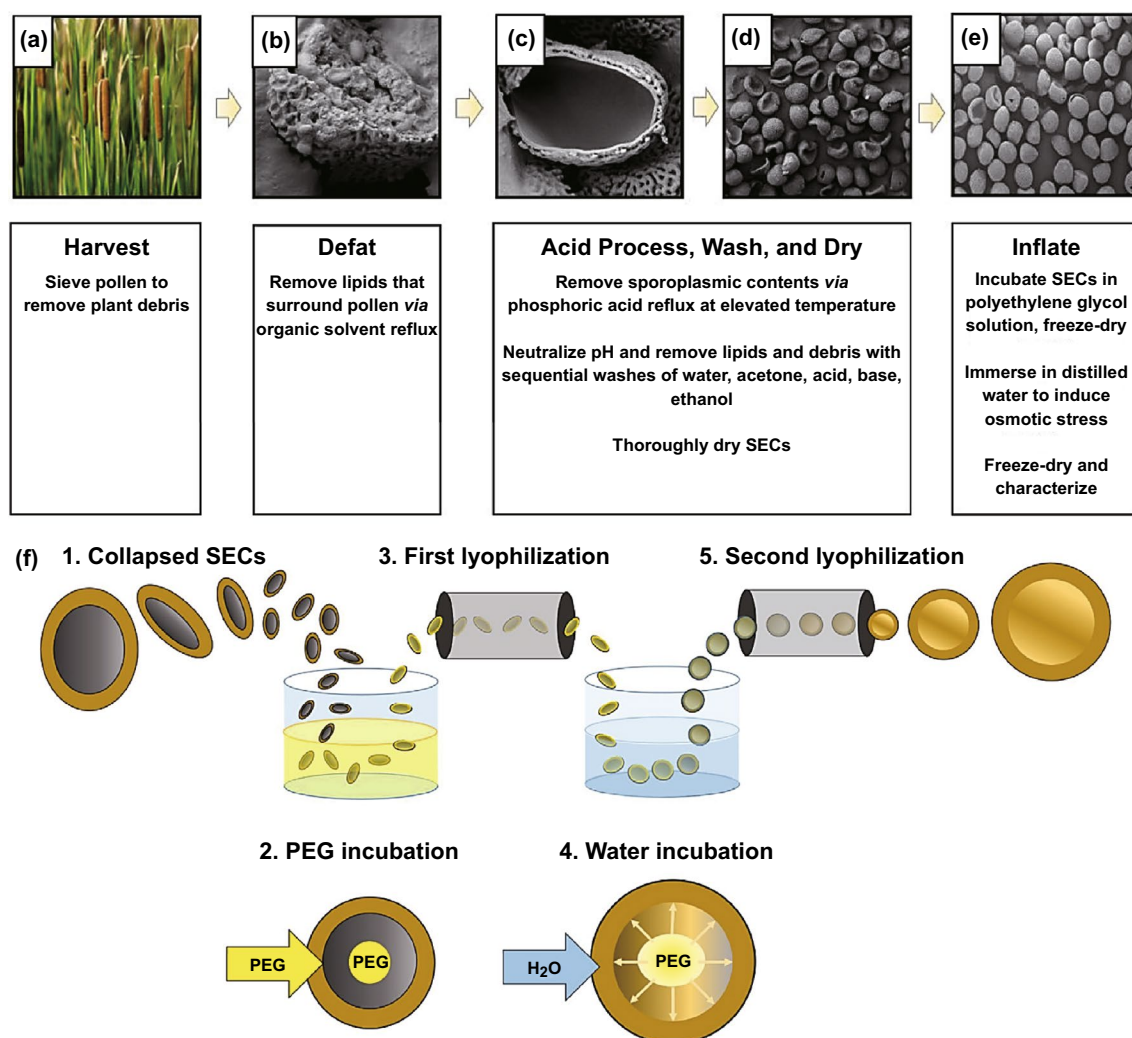 (a)
(b)
(c)
(d)
(e)
Harvest
Sieve pollen to
remove plant debris
Defat
Remove lipids that
surround pollen via
organic solvent reflux
Acid Process, Wash, and Dry
Remove sporoplasmic contents via
phosphoric acid reflux at elevated temperature
Neutralize pH and remove lipids and debris with
sequential washes of water, acetone, acid, base,
ethanol
Thoroughly dry SECs
Inflate
Incubate SECs in
polyethylene glycol
solution, freeze-dry
Immerse in distilled
water to induce
osmotic stress
Freeze-dry and
characterize
(f)
1. Collapsed SECs
3. First lyophilization
5. Second lyophilization
2. PEG incubation
4. Water incubation
PEG
PEG
H₂O
PEG